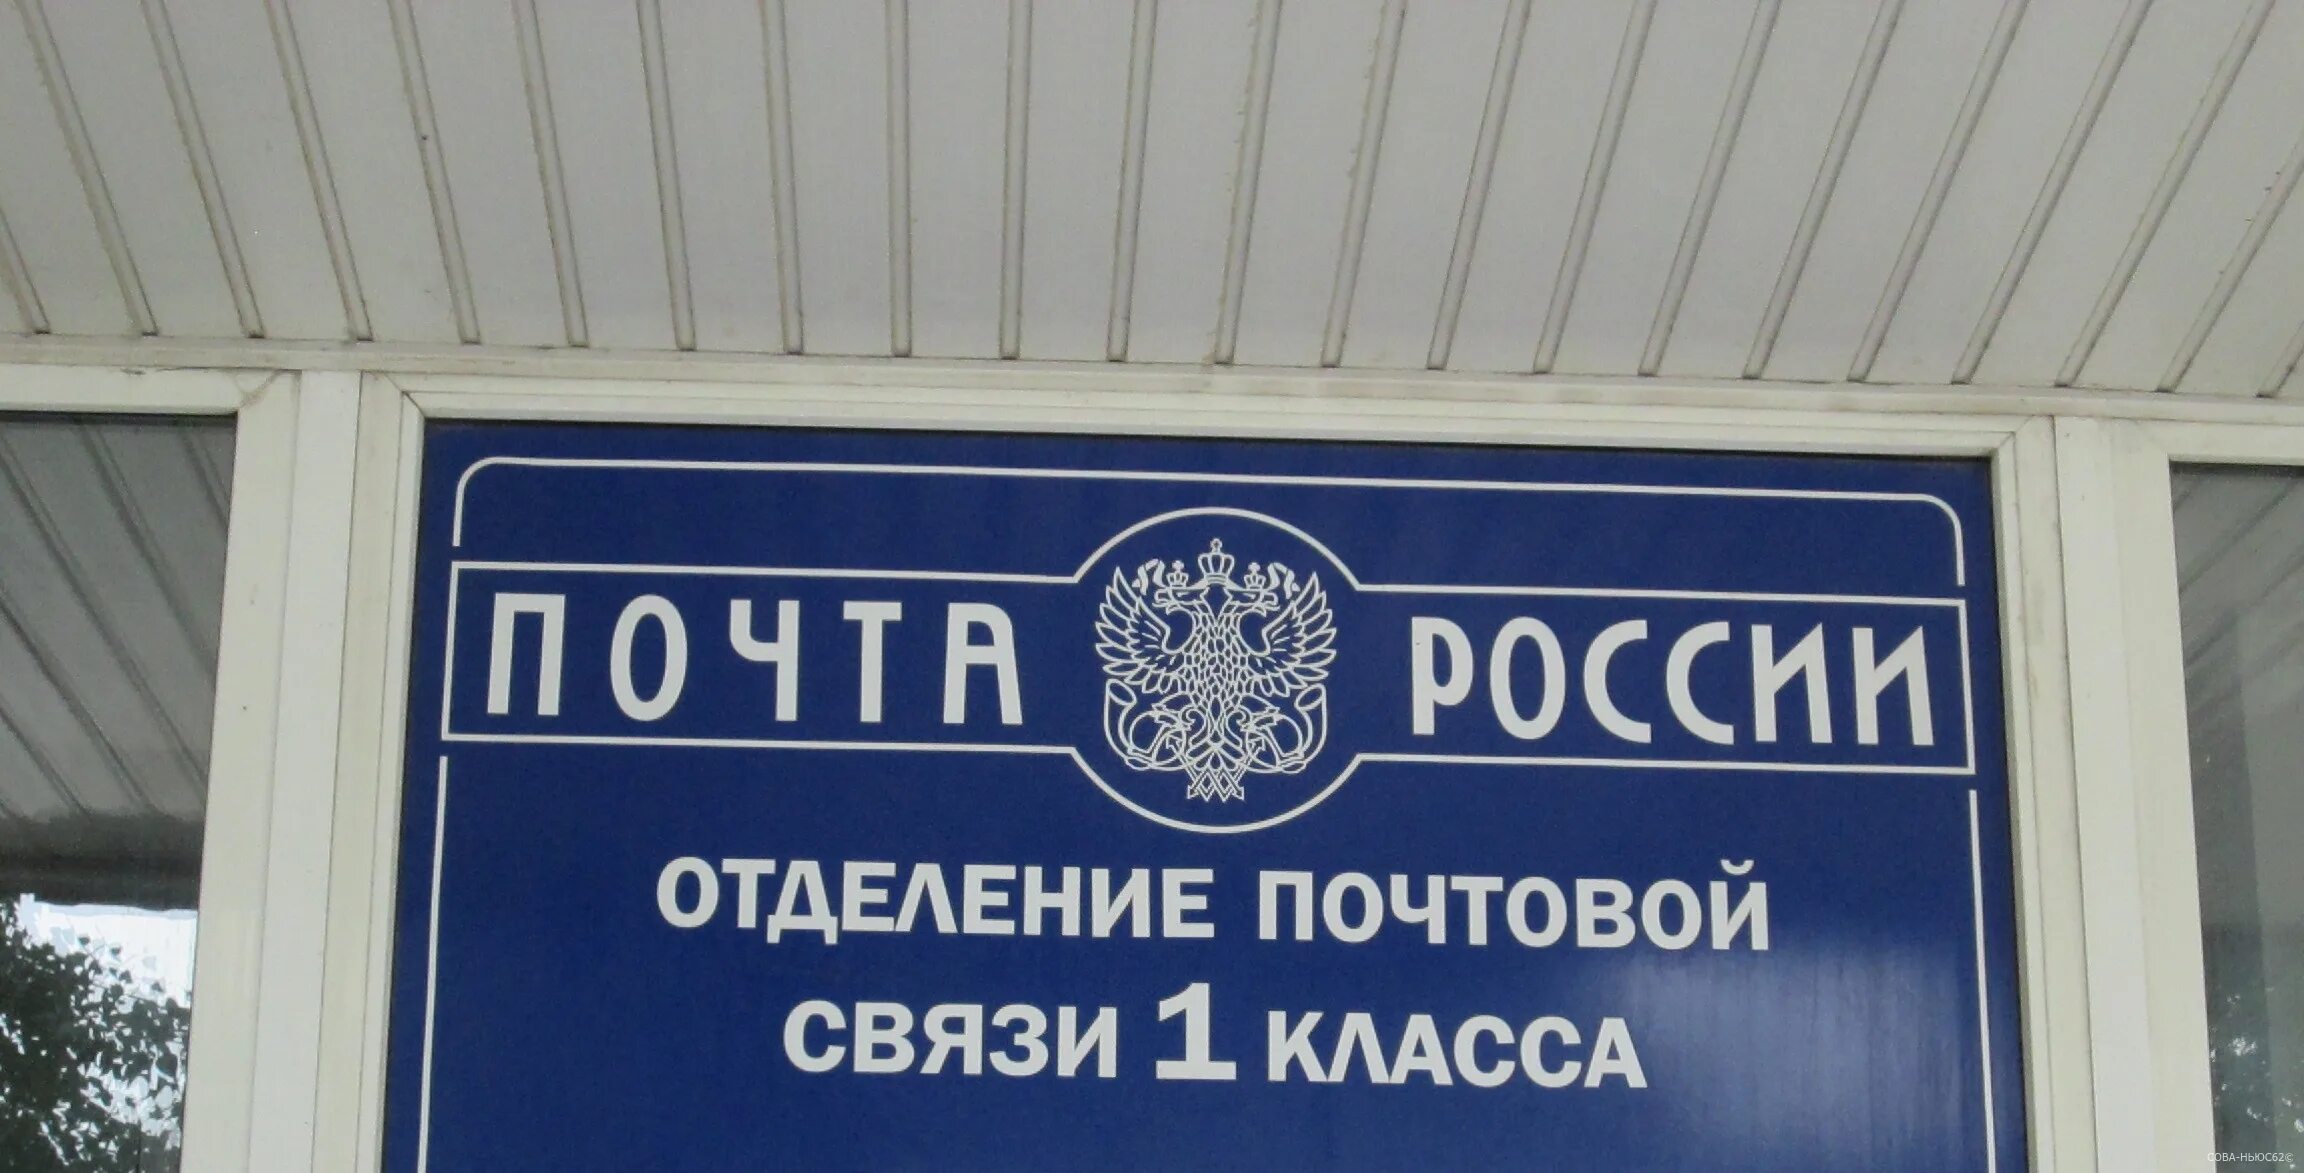 ПОЧТА РОССИИ
ОТДЕЛЕНИЕ ПОЧТОВОЙ
СВЯЗИ 1 КЛАССА
СОВА-НЬЮС62©